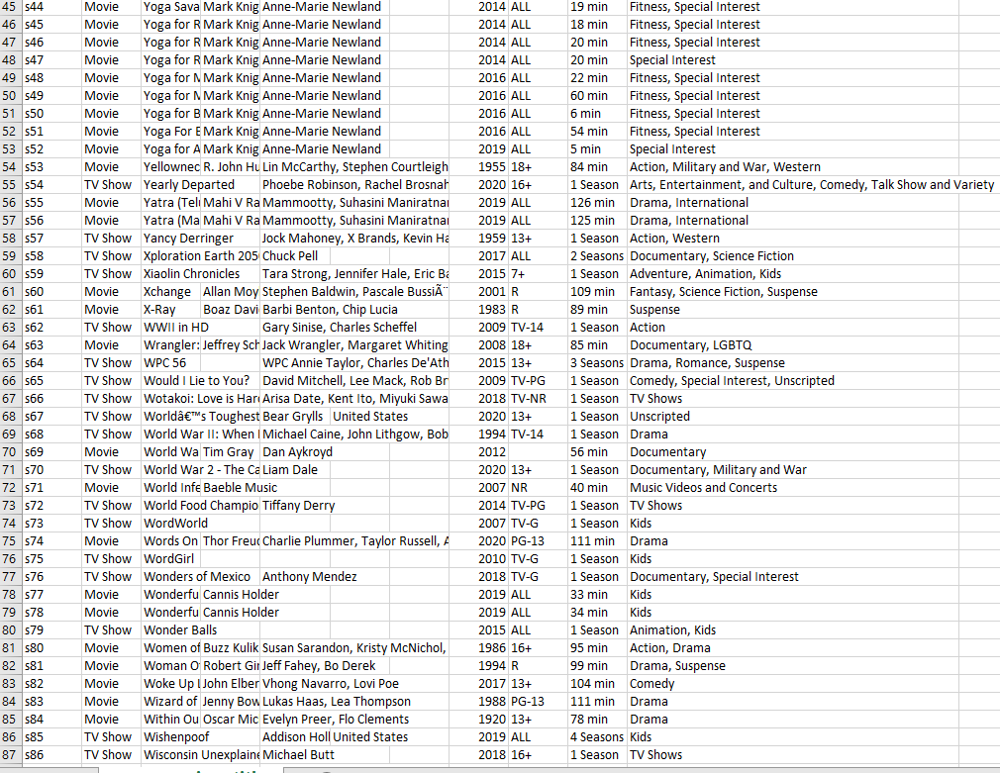 45 s44 Movie Yoga Sava Mark Knig Anne-Marie Newland 2014 ALL 19 min Fitness, Special Interest
46 s45 Movie Yoga for R Mark Knig Anne-Marie Newland 2014 ALL 18 min Fitness, Special Interest
47 s46 Movie Yoga for R Mark Knig Anne-Marie Newland 2014 ALL 20 min Fitness, Special Interest
48 s47 Movie Yoga for R Mark Knig Anne-Marie Newland 2014 ALL 20 min Special Interest
49 s48 Movie Yoga for M Mark Knig Anne-Marie Newland 2016 ALL 22 min Fitness, Special Interest
50 s49 Movie Yoga for M Mark Knig Anne-Marie Newland 2016 ALL 60 min Fitness, Special Interest
51 s50 Movie Yoga for B Mark Knig Anne-Marie Newland 2016 ALL 6 min Fitness, Special Interest
52 s51 Movie Yoga For B Mark Knig Anne-Marie Newland 2016 ALL 54 min Fitness, Special Interest
53 s52 Movie Yoga for A Mark Knig Anne-Marie Newland 2019 ALL 5 min Special Interest
54 s53 Movie Yellownec R. John Hu Lin McCarthy, Stephen Courtleigh 1955 18+ 84 min Action, Military and War, Western
55 s54 TV Show Yearly Departed Phoebe Robinson, Rachel Brosnah 2020 16+ 1 Season Arts, Entertainment, and Culture, Comedy, Talk Show and Variety
56 s55 Movie Yatra (Tel Mahi V Ra Mammootty, Suhasini Maniratnar 2019 ALL 126 min Drama, International
57 s56 Movie Yatra (Ma Mahi V Ra Mammootty, Suhasini Maniratnar 2019 ALL 125 min Drama, International
58 s57 TV Show Yancy Derringer Jock Mahoney, X Brands, Kevin Ha 1959 13+ 1 Season Action, Western
59 s58 TV Show Xploration Earth 205 Chuck Pell 2017 ALL 2 Seasons Documentary, Science Fiction
60 s59 TV Show Xiaolin Chronicles Tara Strong, Jennifer Hale, Eric Ba 2015 7+ 1 Season Adventure, Animation, Kids
61 s60 Movie Xchange Allan Moy Stephen Baldwin, Pascale BussiÃ¨ 2001 R 109 min Fantasy, Science Fiction, Suspense
62 s61 Movie X-Ray Boaz Davi Barbi Benton, Chip Lucia 1983 R 89 min Suspense
63 s62 TV Show WWII in HD Gary Sinise, Charles Scheffel 2009 TV-14 1 Season Action
64 s63 Movie Wrangler: Jeffrey Sch Jack Wrangler, Margaret Whiting 2008 18+ 85 min Documentary, LGBTQ
65 s64 TV Show WPC 56 WPC Annie Taylor, Charles De'Ath 2015 13+ 3 Seasons Drama, Romance, Suspense
66 s65 TV Show Would I Lie to You? David Mitchell, Lee Mack, Rob Br 2009 TV-PG 1 Season Comedy, Special Interest, Unscripted
67 s66 TV Show Wotakoi: Love is Hard Arisa Date, Kent Ito, Miyuki Sawa 2018 TV-NR 1 Season TV Shows
68 s67 TV Show Worldâ€™s Toughest Bear Grylls United States 2020 13+ 1 Season Unscripted
69 s68 TV Show World War II: When Michael Caine, John Lithgow, Bob 1994 TV-14 1 Season Drama
70 s69 Movie World Wa Tim Gray Dan Aykroyd 2012 56 min Documentary
71 s70 TV Show World War 2 - The Ca Liam Dale 2020 13+ 1 Season Documentary, Military and War
72 s71 Movie World Infe Baeble Music 2007 NR 40 min Music Videos and Concerts
73 s72 TV Show World Food Champio Tiffany Derry 2014 TV-PG 1 Season TV Shows
74 s73 TV Show WordWorld 2007 TV-G 1 Season Kids
75 s74 Movie Words On Thor Freud Charlie Plummer, Taylor Russell, A 2020 PG-13 111 min Drama
76 s75 TV Show WordGirl 2010 TV-G 1 Season Kids
77 s76 TV Show Wonders of Mexico Anthony Mendez 2018 TV-G 1 Season Documentary, Special Interest
78 s77 Movie Wonderfu Cannis Holder 2019 ALL 33 min Kids
79 s78 Movie Wonderfu Cannis Holder 2019 ALL 34 min Kids
80 s79 TV Show Wonder Balls 2015 ALL 1 Season Animation, Kids
81 s80 Movie Women of Buzz Kulik Susan Sarandon, Kristy McNichol, 1986 16+ 95 min Action, Drama
82 s81 Movie Woman O Robert Gir Jeff Fahey, Bo Derek 1994 R 99 min Drama, Suspense
83 s82 Movie Woke Up John Elber Vhong Navarro, Lovi Poe 2017 13+ 104 min Comedy
84 s83 Movie Wizard of Jenny Bow Lukas Haas, Lea Thompson 1988 PG-13 111 min Drama
85 s84 Movie Within Ou Oscar Mic Evelyn Preer, Flo Clements 1920 13+ 78 min Drama
86 s85 TV Show Wishenpoof Addison Holl United States 2019 ALL 4 Seasons Kids
87 s86 TV Show Wisconsin Unexplaine Michael Butt 2018 16+ 1 Season TV Shows